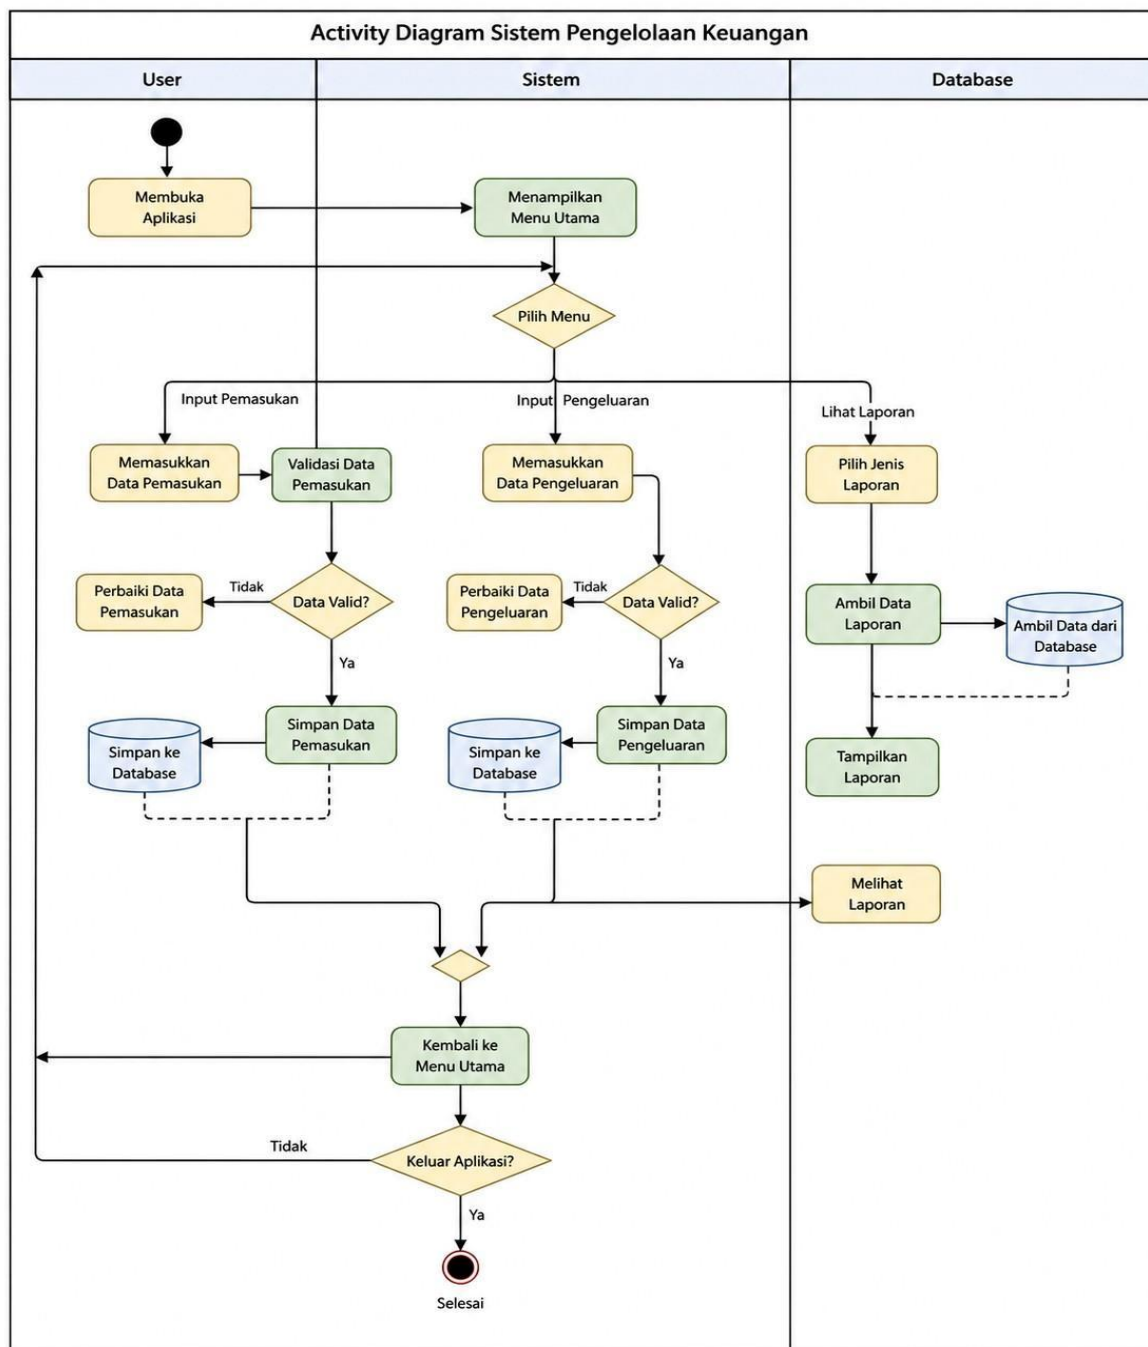 Activity Diagram Sistem Pengelolaan Keuangan
User
Sistem
Database
Membuka
Aplikasi
Menampilkan
Menu Utama
Pilih Menu
Input Pemasukan
Input Pengeluaran
Lihat Laporan
Memasukkan
Data Pemasukan
Validasi Data
Pemasukan
Memasukkan
Data Pengeluaran
Pilih Jenis
Laporan
Perbaiki Data
Pemasukan
Tidak
Data Valid?
Perbaiki Data
Pengeluaran
Tidak
Data Valid?
Ambil Data
Laporan
Ambil Data dari
Database
Ya
Ya
Simpan ke
Database
Simpan Data
Pemasukan
Simpan ke
Database
Simpan Data
Pengeluaran
Tampilkan
Laporan
Melihat
Laporan
Kembali ke
Menu Utama
Tidak
Keluar Aplikasi?
Ya
Selesai